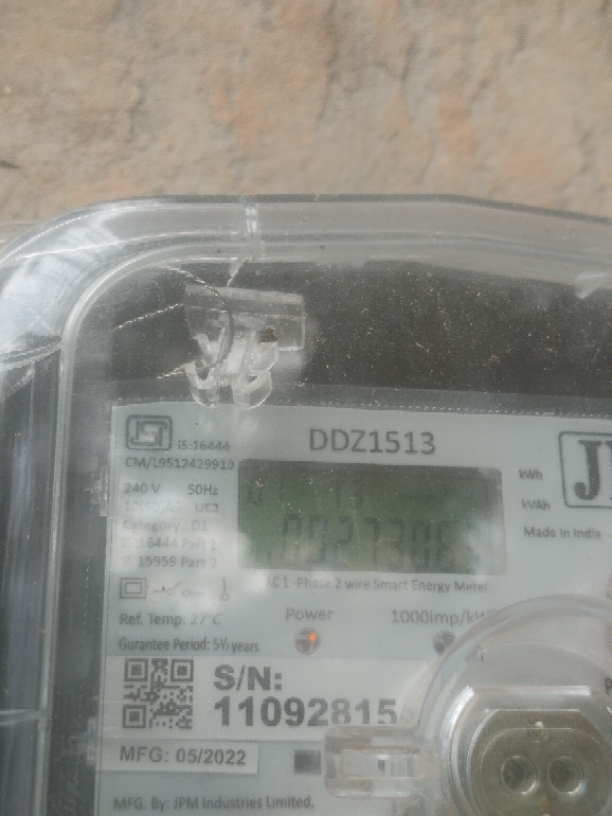 IS:16444
DDZ1513
CM/L9512429919
240 V 50Hz
kWh
kVAh
Category : D1
Made in India
IS 16444 Part 1
IS 15959 Part 2
AC 1 -Phase 2 wire Smart Energy Meter
Ref. Temp: 27°C
Power
Gurantee Period: 5½ years
S/N:
11092815
MFG: 05/2022
MFG. By: JPM Industries Limited,